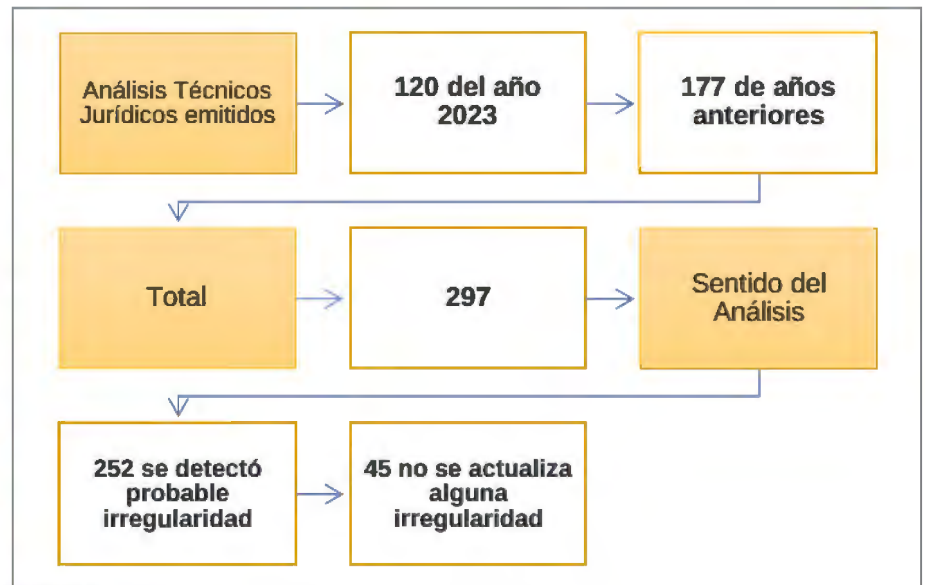 Análisis Técnicos
Jurídicos emitidos
120 del año
2023
177 de años
anteriores
Total
297
Sentido del
Análisis
252 se detectó
probable
irregularidad
45 no se actualiza
alguna
irregularidad